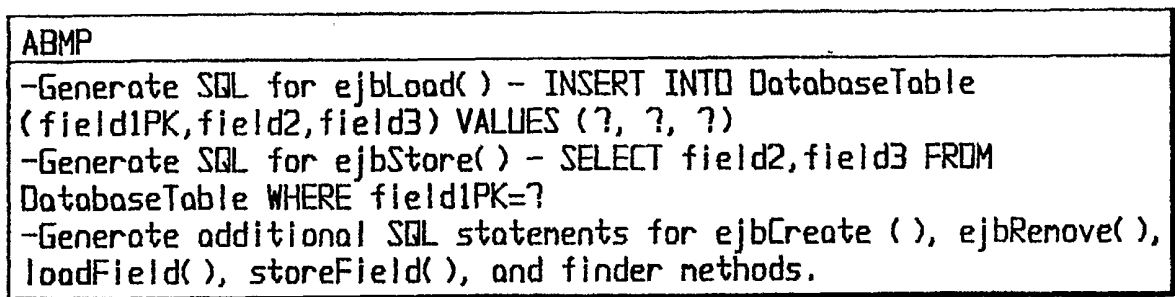 ABMP
-Generate SQL for ejbLoad( ) - INSERT INTO DatabaseTable
(field1PK,field2,field3) VALUES (?, ?, ?)
-Generate SQL for ejbStore( ) - SELECT field2,field3 FROM
DatabaseTable WHERE field1PK=?
-Generate additional SQL statements for ejbCreate ( ), ejbRemove( ),
loadField( ), storeField( ), and finder methods.